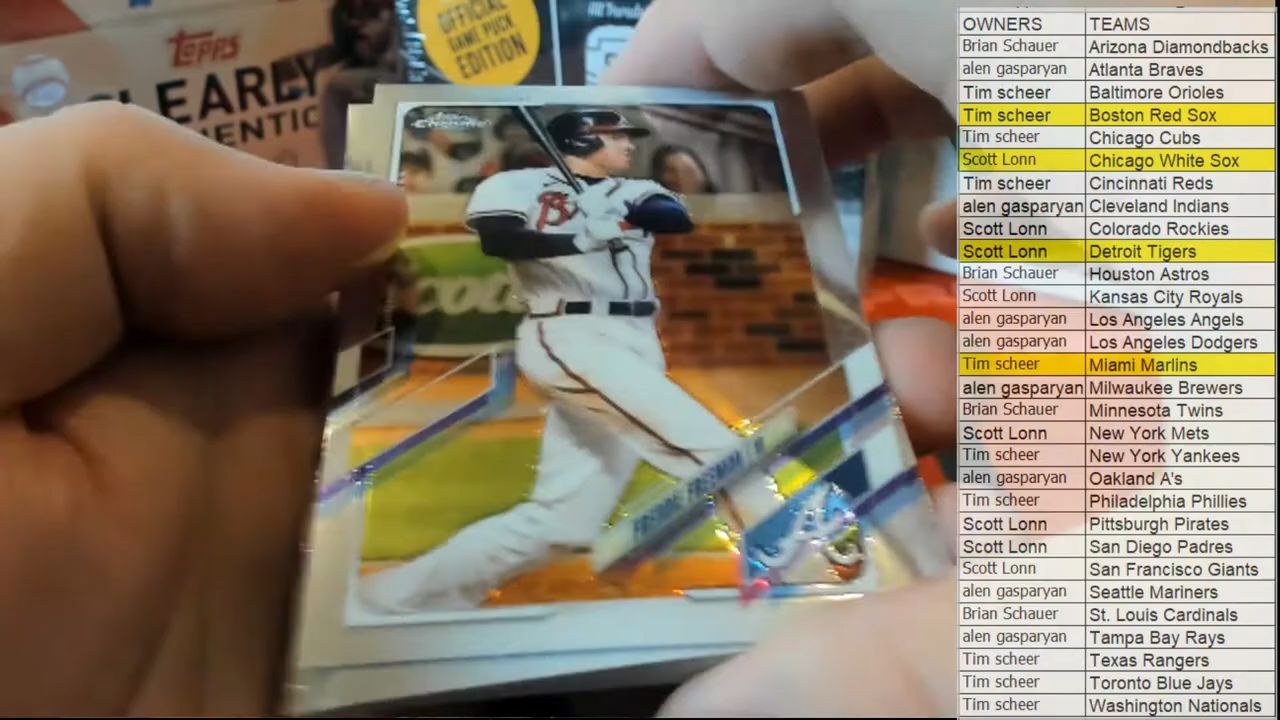 OFFICIAL
GAME PUCK
EDITION
TOPPS
CLEARLY
HENTIC
Chrome
FREDDIE FREEMAN
OWNERS TEAMS
Brian Schauer Arizona Diamondbacks
alen gasparyan Atlanta Braves
Tim scheer Baltimore Orioles
Tim scheer Boston Red Sox
Tim scheer Chicago Cubs
Scott Lonn Chicago White Sox
Tim scheer Cincinnati Reds
alen gasparyan Cleveland Indians
Scott Lonn Colorado Rockies
Scott Lonn Detroit Tigers
Brian Schauer Houston Astros
Scott Lonn Kansas City Royals
alen gasparyan Los Angeles Angels
alen gasparyan Los Angeles Dodgers
Tim scheer Miami Marlins
alen gasparyan Milwaukee Brewers
Brian Schauer Minnesota Twins
Scott Lonn New York Mets
Tim scheer New York Yankees
alen gasparyan Oakland A's
Tim scheer Philadelphia Phillies
Scott Lonn Pittsburgh Pirates
Scott Lonn San Diego Padres
Scott Lonn San Francisco Giants
alen gasparyan Seattle Mariners
Brian Schauer St. Louis Cardinals
alen gasparyan Tampa Bay Rays
Tim scheer Texas Rangers
Tim scheer Toronto Blue Jays
Tim scheer Washington Nationals